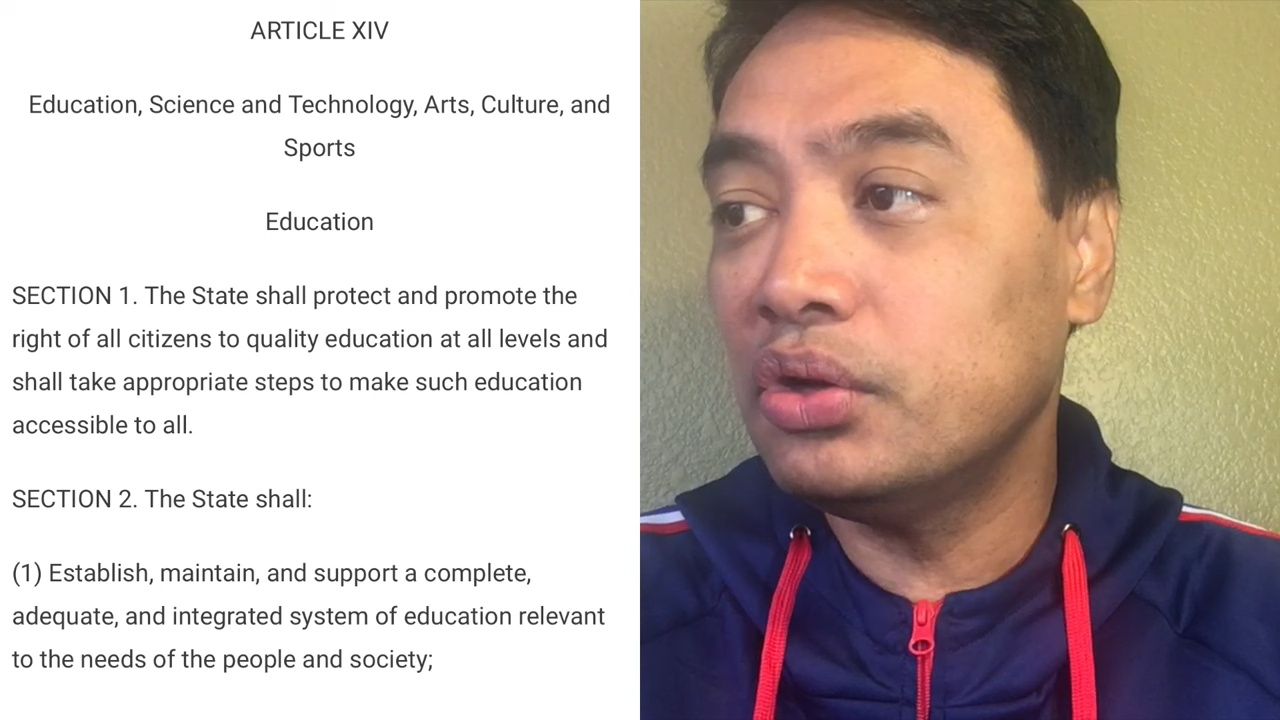 ARTICLE XIV
Education, Science and Technology, Arts, Culture, and
Sports
Education
SECTION 1. The State shall protect and promote the
right of all citizens to quality education at all levels and
shall take appropriate steps to make such education
accessible to all.
SECTION 2. The State shall:
(1) Establish, maintain, and support a complete,
adequate, and integrated system of education relevant
to the needs of the people and society;